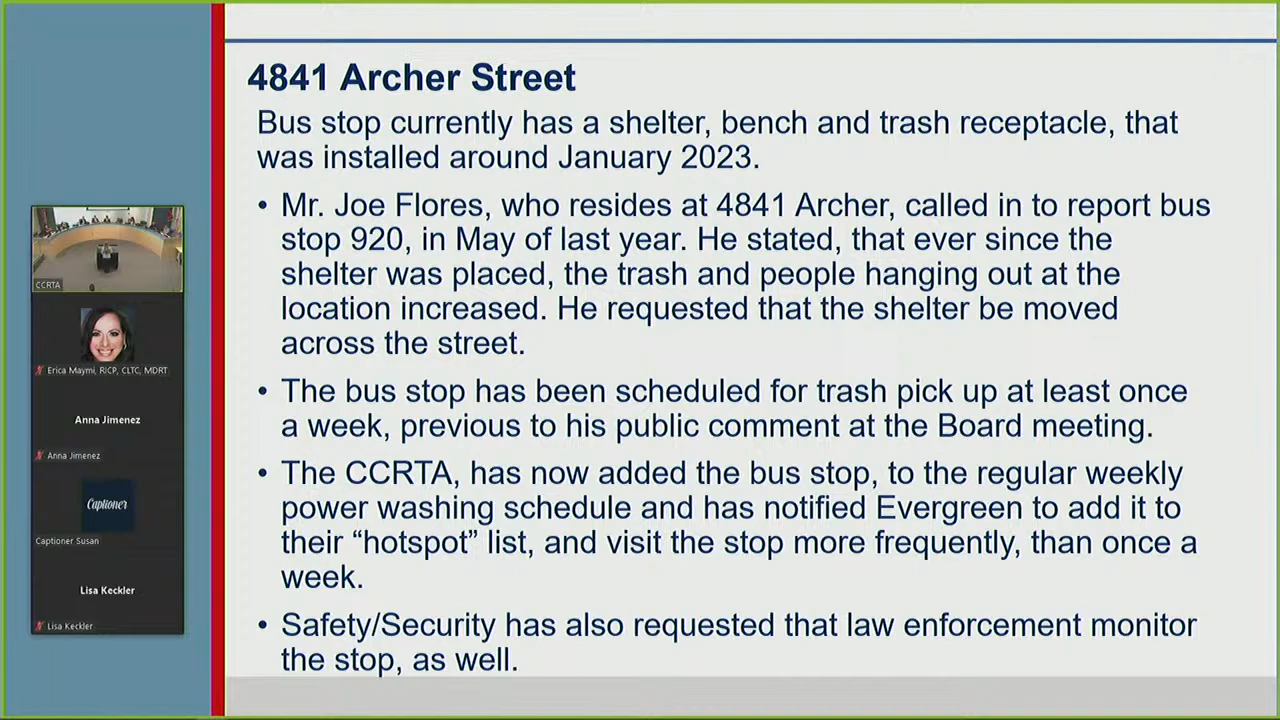 4841 Archer Street
Bus stop currently has a shelter, bench and trash receptacle, that
was installed around January 2023.
• Mr. Joe Flores, who resides at 4841 Archer, called in to report bus
stop 920, in May of last year. He stated, that ever since the
shelter was placed, the trash and people hanging out at the
location increased. He requested that the shelter be moved
across the street.
• The bus stop has been scheduled for trash pick up at least once
a week, previous to his public comment at the Board meeting.
• The CCRTA, has now added the bus stop, to the regular weekly
power washing schedule and has notified Evergreen to add it to
their “hotspot” list, and visit the stop more frequently, than once a
week.
• Safety/Security has also requested that law enforcement monitor
the stop, as well.
CCRTA
Erica Maymi, RICP, CLTC, MDRT
Anna Jimenez
Anna Jimenez
Captioner
Captioner Susan
Lisa Keckler
Lisa Keckler